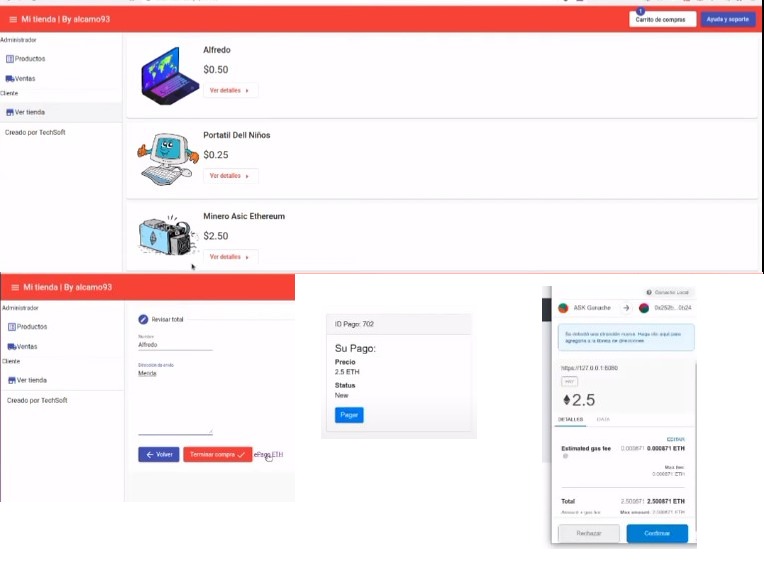 Mi tienda | By alcamo93
1
Carrito de compras
Ayuda y soporte
Administrador
Productos
Ventas
Cliente
Ver tienda
Creado por TechSoft
Alfredo
$0.50
Ver detalles
Portatil Dell Niños
$0.25
Ver detalles
Minero Asic Ethereum
$2.50
Ver detalles
Mi tienda | By alcamo93
Administrador
Productos
Ventas
Cliente
Ver tienda
Creado por TechSoft
Revisar total
Nombre
Alfredo
Dirección de envío
Merida
Volver
Terminar compra
ePago ETH
ID Pago: 702
Su Pago:
Precio
2.5 ETH
Status
New
Pagar
Ganache Local
ASK Ganache
Se detectó una dirección nueva. Haga clic aquí para
agregarla a la libreta de direcciones.
https://127.0.0.1:8080
2.5
DETALLES
DATA
EDITAR
Estimated gas fee
0.000871 0.000871 ETH
Max fee:
0.000871 ETH
Total
2.500871 2.500871 ETH
Amount + gas fee
Max amount: 2.500871 ETH
Rechazar
Confirmar